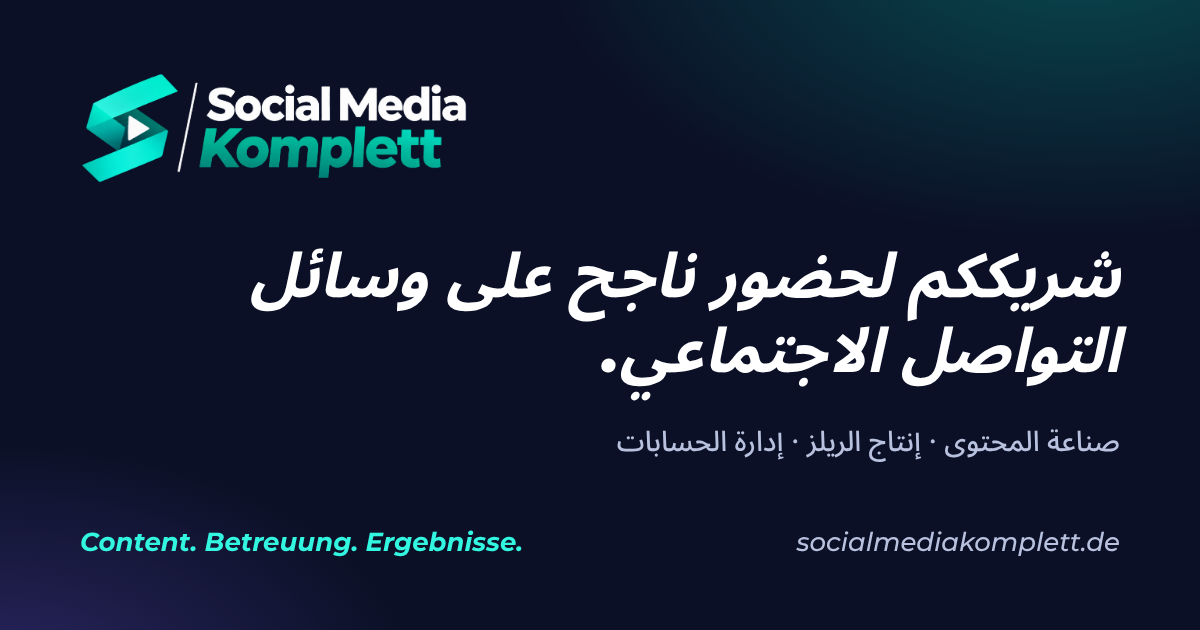 Social Media
Komplett
شريككم لحضور ناجح على وسائل
التواصل الاجتماعي.
صناعة المحتوى · إنتاج الريلز · إدارة الحسابات
Content. Betreuung. Ergebnisse.
socialmediakomplett.de